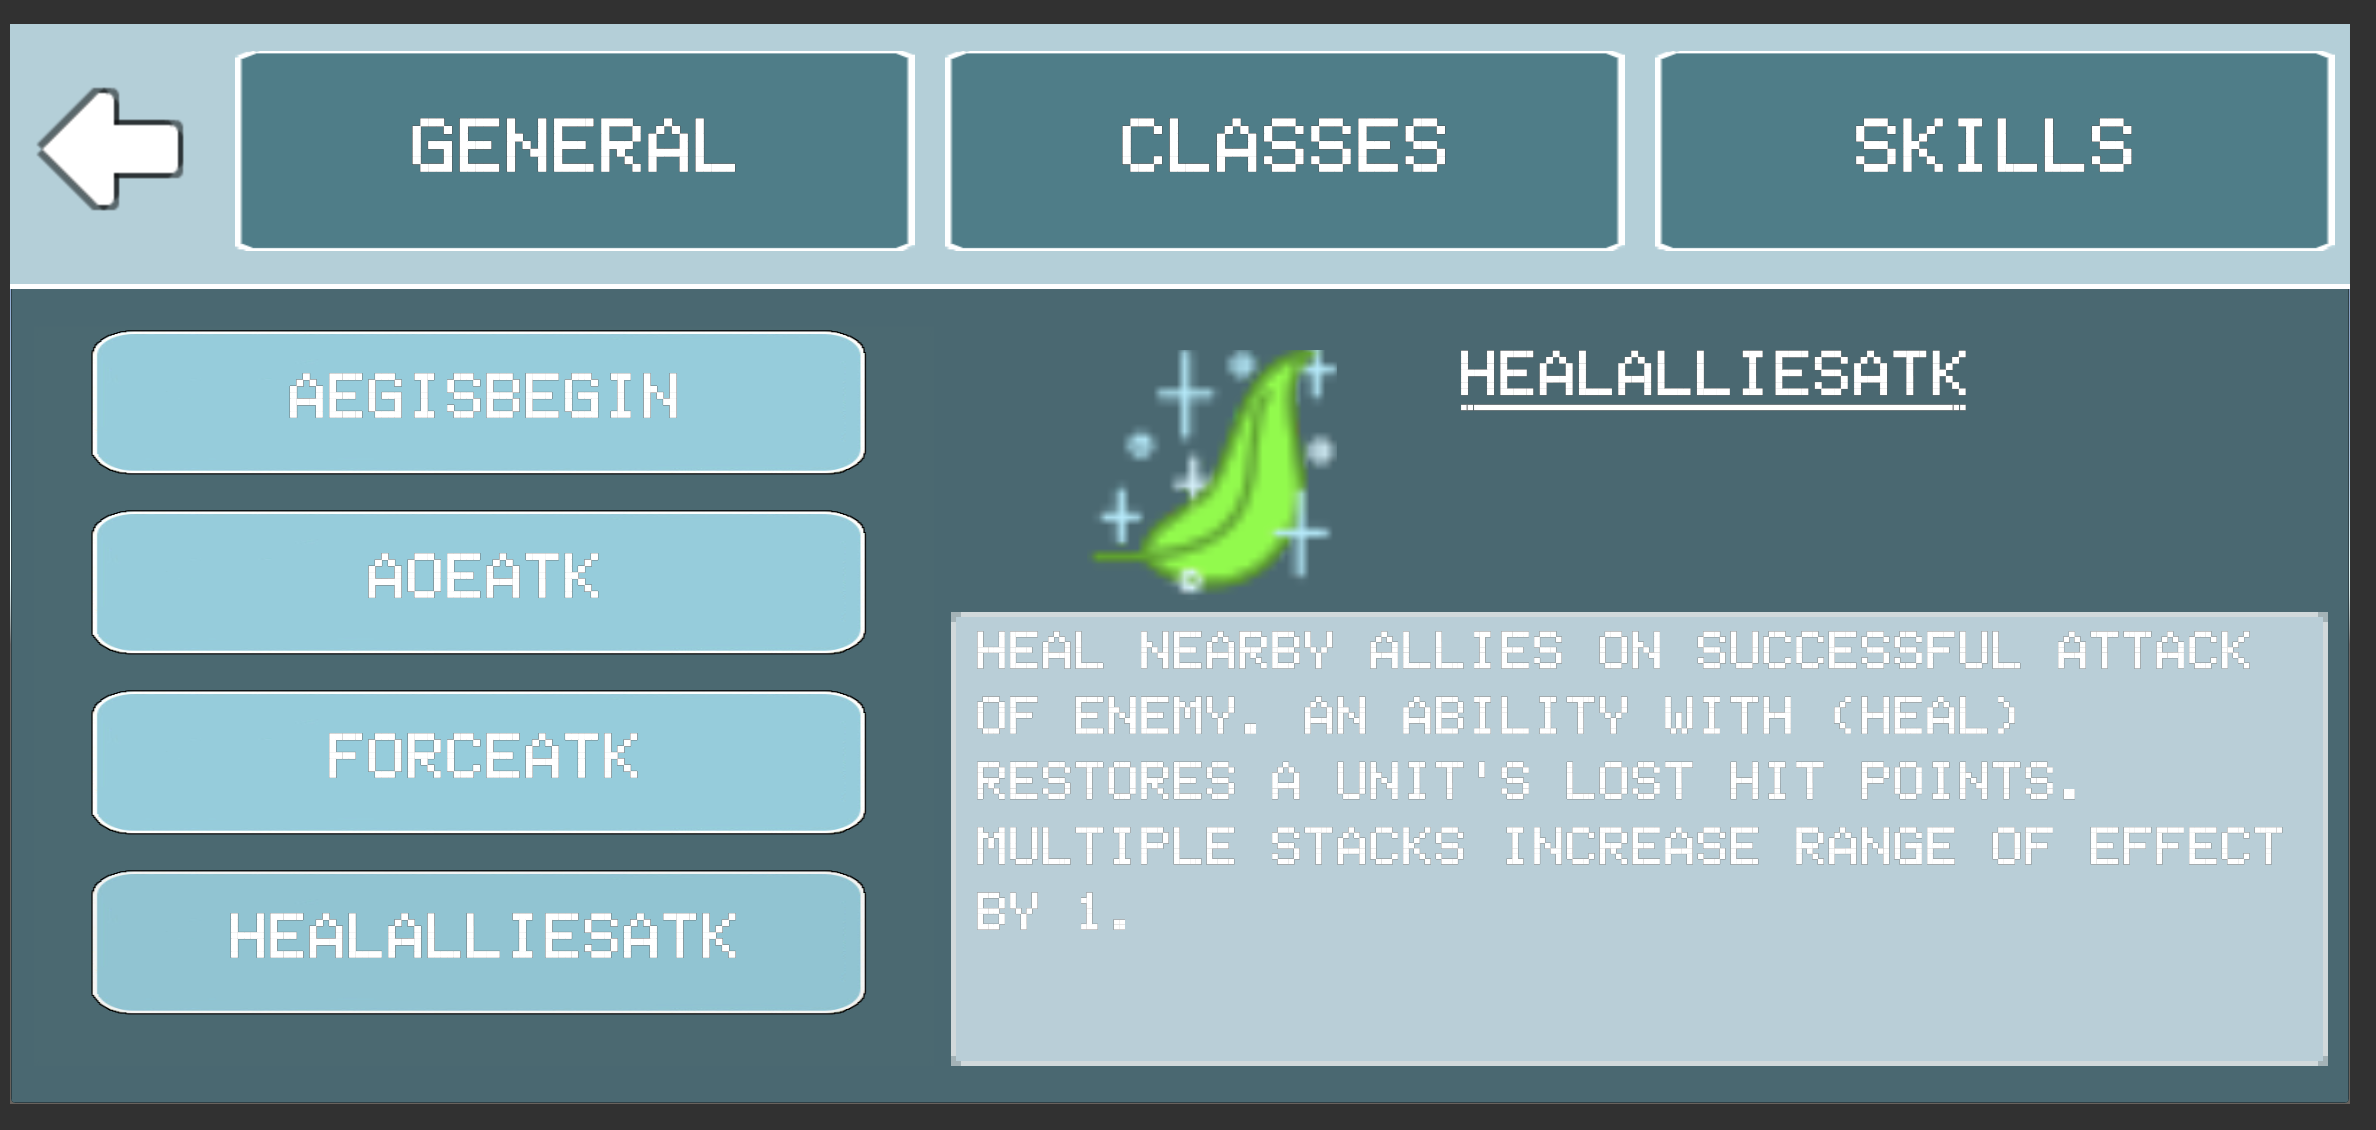 GENERAL
CLASSES
SKILLS
AEGISBEGIN
AOEATK
FORCEATK
HEALALLIESATK
HEALALLIESATK
HEAL NEARBY ALLIES ON SUCCESSFUL ATTACK
OF ENEMY. AN ABILITY WITH (HEAL)
RESTORES A UNIT'S LOST HIT POINTS.
MULTIPLE STACKS INCREASE RANGE OF EFFECT
BY 1.